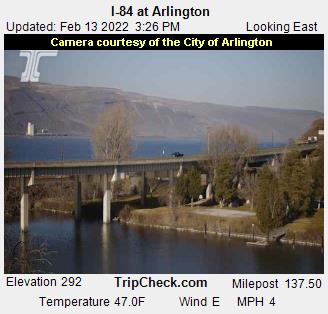 I-84 at Arlington
Updated: Feb 13 2022 3:26 PM Looking East
Camera courtesy of the City of Arlington
Elevation 292 TripCheck.com Milepost 137.50
Temperature 47.0F Wind E MPH 4